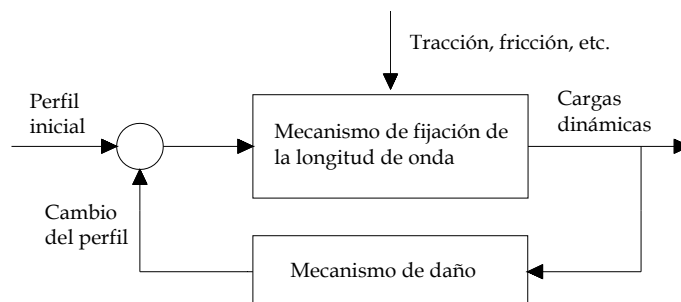 Tracción, fricción, etc.
Perfil
inicial
Mecanismo de fijación de
la longitud de onda
Cargas
dinámicas
Cambio
del perfil
Mecanismo de daño